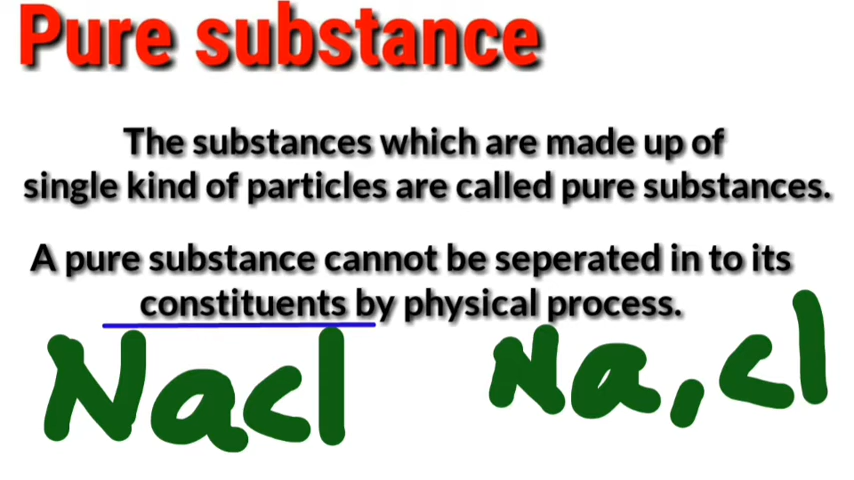 Pure substance
The substances which are made up of
single kind of particles are called pure substances.
A pure substance cannot be seperated in to its
constituents by physical process.
Nacl Na,cl